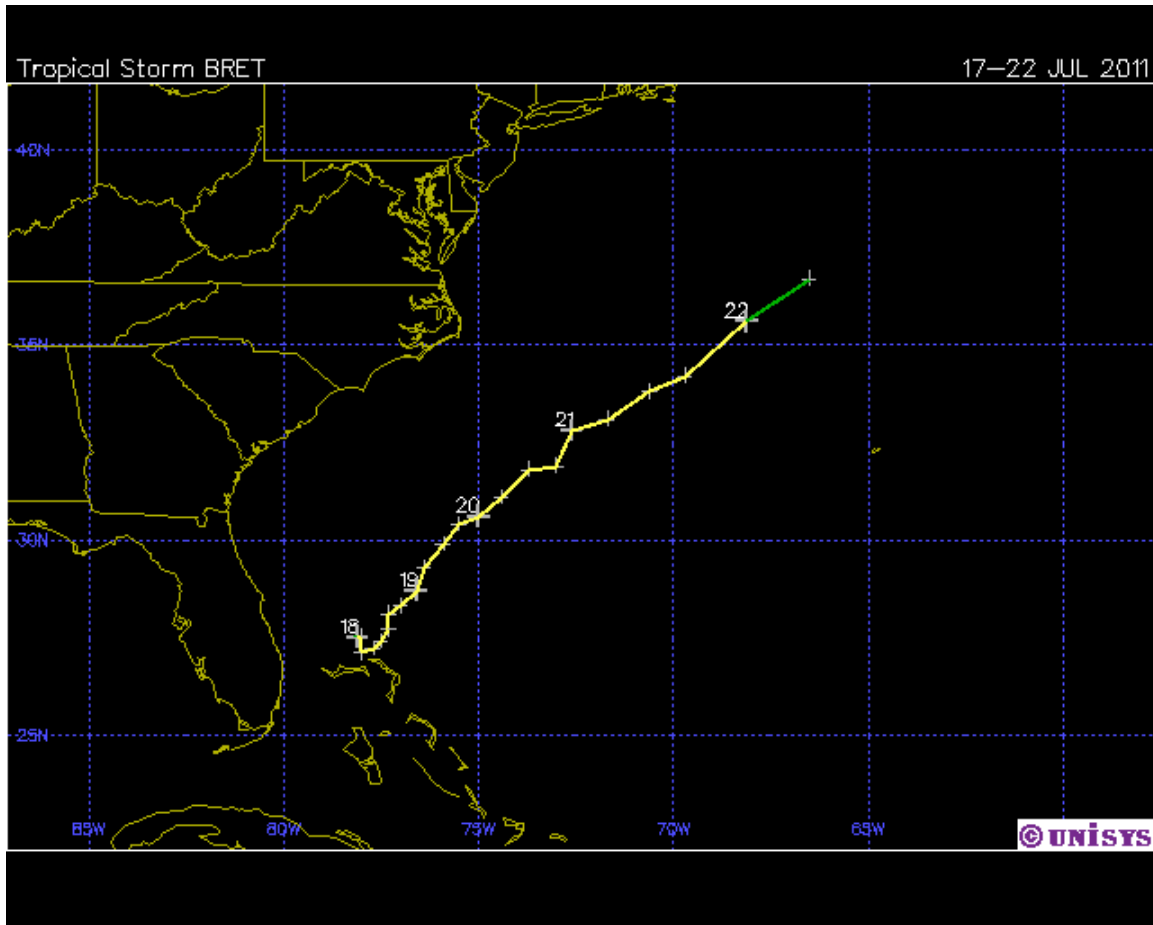 Tropical Storm BRET 17-22 JUL 2011
40N
22
35N
21
20
30N
19
18
25N
85W 80W 75W 70W 65W
© UNISYS